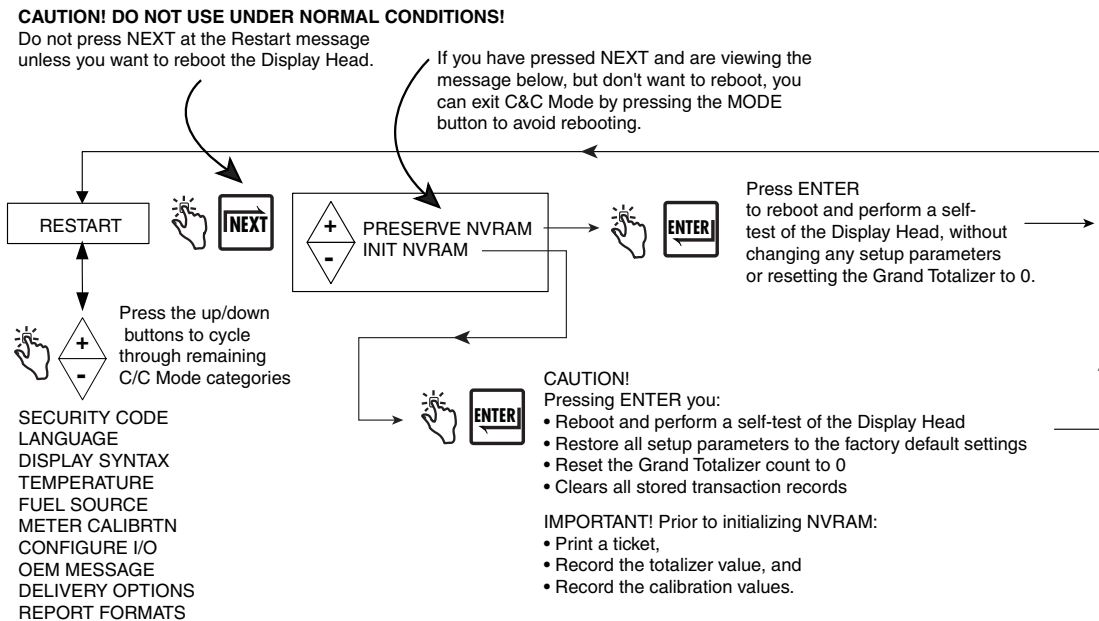 CAUTION! DO NOT USE UNDER NORMAL CONDITIONS!
Do not press NEXT at the Restart message
unless you want to reboot the Display Head.
If you have pressed NEXT and are viewing the
message below, but don't want to reboot, you
can exit C&C Mode by pressing the MODE
button to avoid rebooting.
RESTART
NEXT
+
-
PRESERVE NVRAM
INIT NVRAM
ENTER
Press ENTER
to reboot and perform a self-
test of the Display Head, without
changing any setup parameters
or resetting the Grand Totalizer to 0.
+
-
Press the up/down
buttons to cycle
through remaining
C/C Mode categories
SECURITY CODE
LANGUAGE
DISPLAY SYNTAX
TEMPERATURE
FUEL SOURCE
METER CALIBRTN
CONFIGURE I/O
OEM MESSAGE
DELIVERY OPTIONS
REPORT FORMATS
ENTER
CAUTION!
Pressing ENTER you:
• Reboot and perform a self-test of the Display Head
• Restore all setup parameters to the factory default settings
• Reset the Grand Totalizer count to 0
• Clears all stored transaction records
IMPORTANT! Prior to initializing NVRAM:
• Print a ticket,
• Record the totalizer value, and
• Record the calibration values.